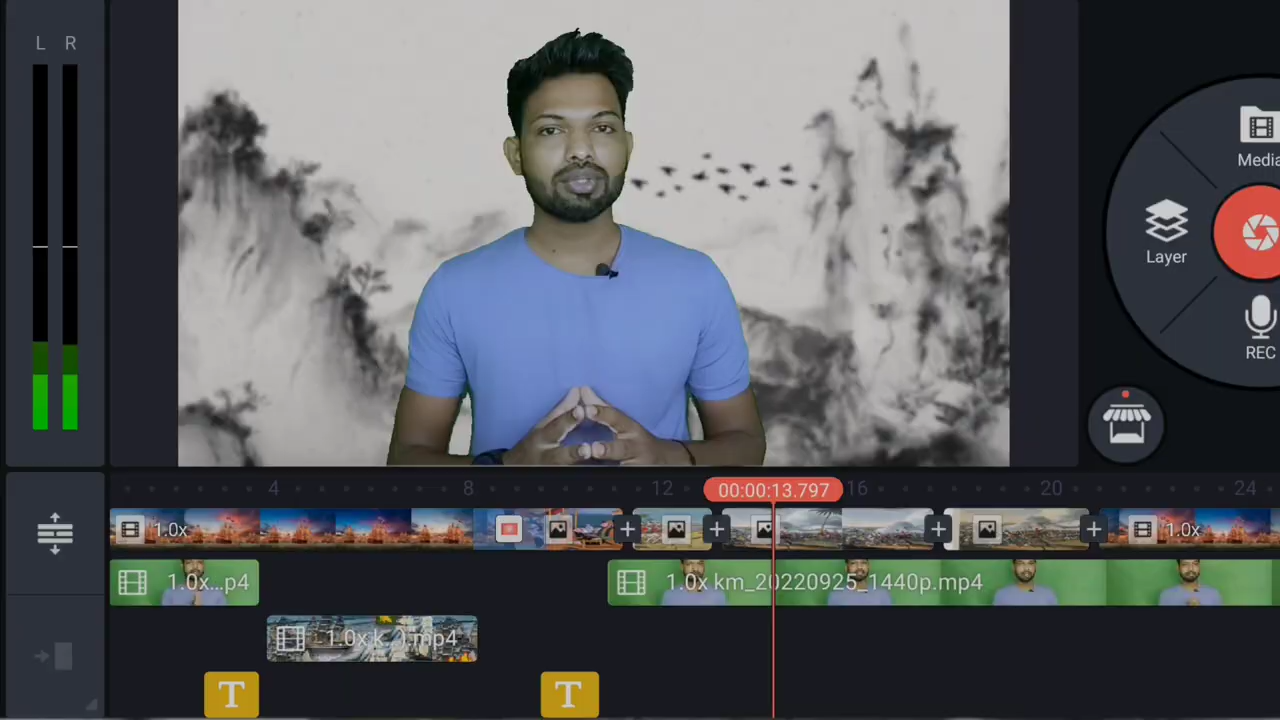 L R
Media
Layer
REC
4 8 12 00:00:13.797 16 20 24
1.0x 1.0x
1.0x...p4 1.0x km_20220925_1440p.mp4
1.0x k ).mp4
T T